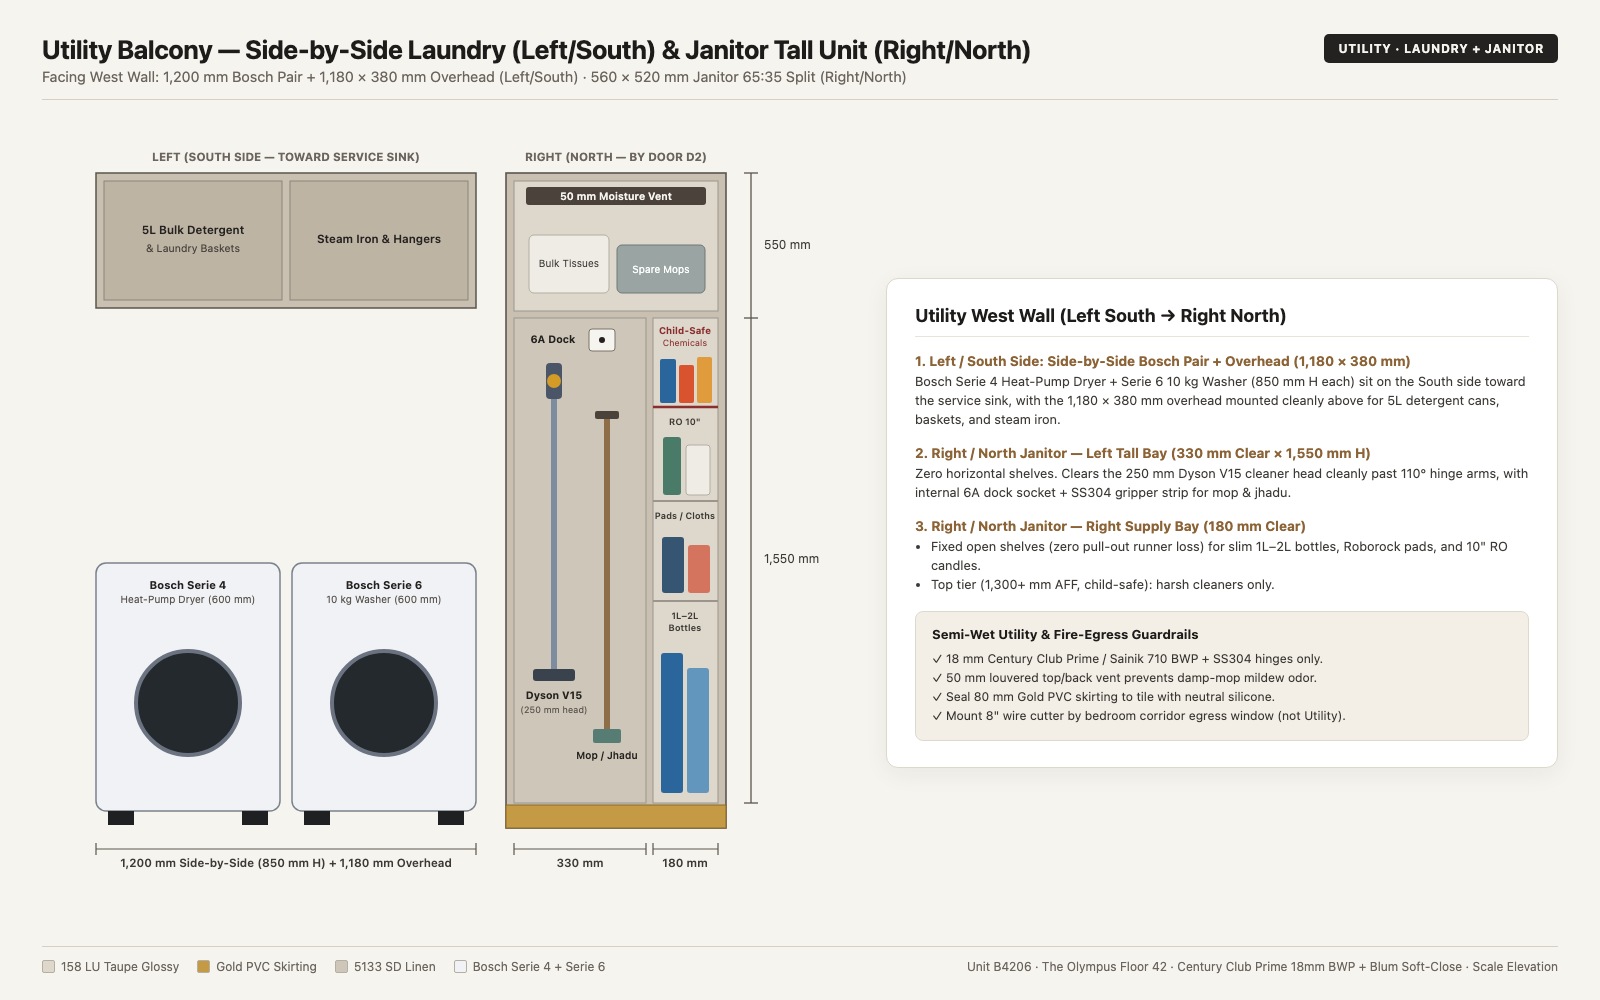 Utility Balcony — Side-by-Side Laundry (Left/South) & Janitor Tall Unit (Right/North)
UTILITY · LAUNDRY + JANITOR
Facing West Wall: 1,200 mm Bosch Pair + 1,180 × 380 mm Overhead (Left/South) · 560 × 520 mm Janitor 65:35 Split (Right/North)
LEFT (SOUTH SIDE — TOWARD SERVICE SINK)
5L Bulk Detergent
& Laundry Baskets
Steam Iron & Hangers
RIGHT (NORTH — BY DOOR D2)
50 mm Moisture Vent
Bulk Tissues
Spare Mops
550 mm
6A Dock
Child-Safe
Chemicals
RO 10"
Pads / Cloths
1L–2L
Bottles
1,550 mm
Dyson V15
(250 mm head)
Mop / Jhadu
Bosch Serie 4
Heat-Pump Dryer (600 mm)
Bosch Serie 6
10 kg Washer (600 mm)
1,200 mm Side-by-Side (850 mm H) + 1,180 mm Overhead
330 mm
180 mm
Utility West Wall (Left South → Right North)
1. Left / South Side: Side-by-Side Bosch Pair + Overhead (1,180 × 380 mm)
Bosch Serie 4 Heat-Pump Dryer + Serie 6 10 kg Washer (850 mm H each) sit on the South side toward
the service sink, with the 1,180 × 380 mm overhead mounted cleanly above for 5L detergent cans,
baskets, and steam iron.
2. Right / North Janitor — Left Tall Bay (330 mm Clear × 1,550 mm H)
Zero horizontal shelves. Clears the 250 mm Dyson V15 cleaner head cleanly past 110° hinge arms, with
internal 6A dock socket + SS304 gripper strip for mop & jhadu.
3. Right / North Janitor — Right Supply Bay (180 mm Clear)
• Fixed open shelves (zero pull-out runner loss) for slim 1L–2L bottles, Roborock pads, and 10" RO
candles.
• Top tier (1,300+ mm AFF, child-safe): harsh cleaners only.
Semi-Wet Utility & Fire-Egress Guardrails
✓ 18 mm Century Club Prime / Sainik 710 BWP + SS304 hinges only.
✓ 50 mm louvered top/back vent prevents damp-mop mildew odor.
✓ Seal 80 mm Gold PVC skirting to tile with neutral silicone.
✓ Mount 8" wire cutter by bedroom corridor egress window (not Utility).
158 LU Taupe Glossy
Gold PVC Skirting
5133 SD Linen
Bosch Serie 4 + Serie 6
Unit B4206 · The Olympus Floor 42 · Century Club Prime 18mm BWP + Blum Soft-Close · Scale Elevation